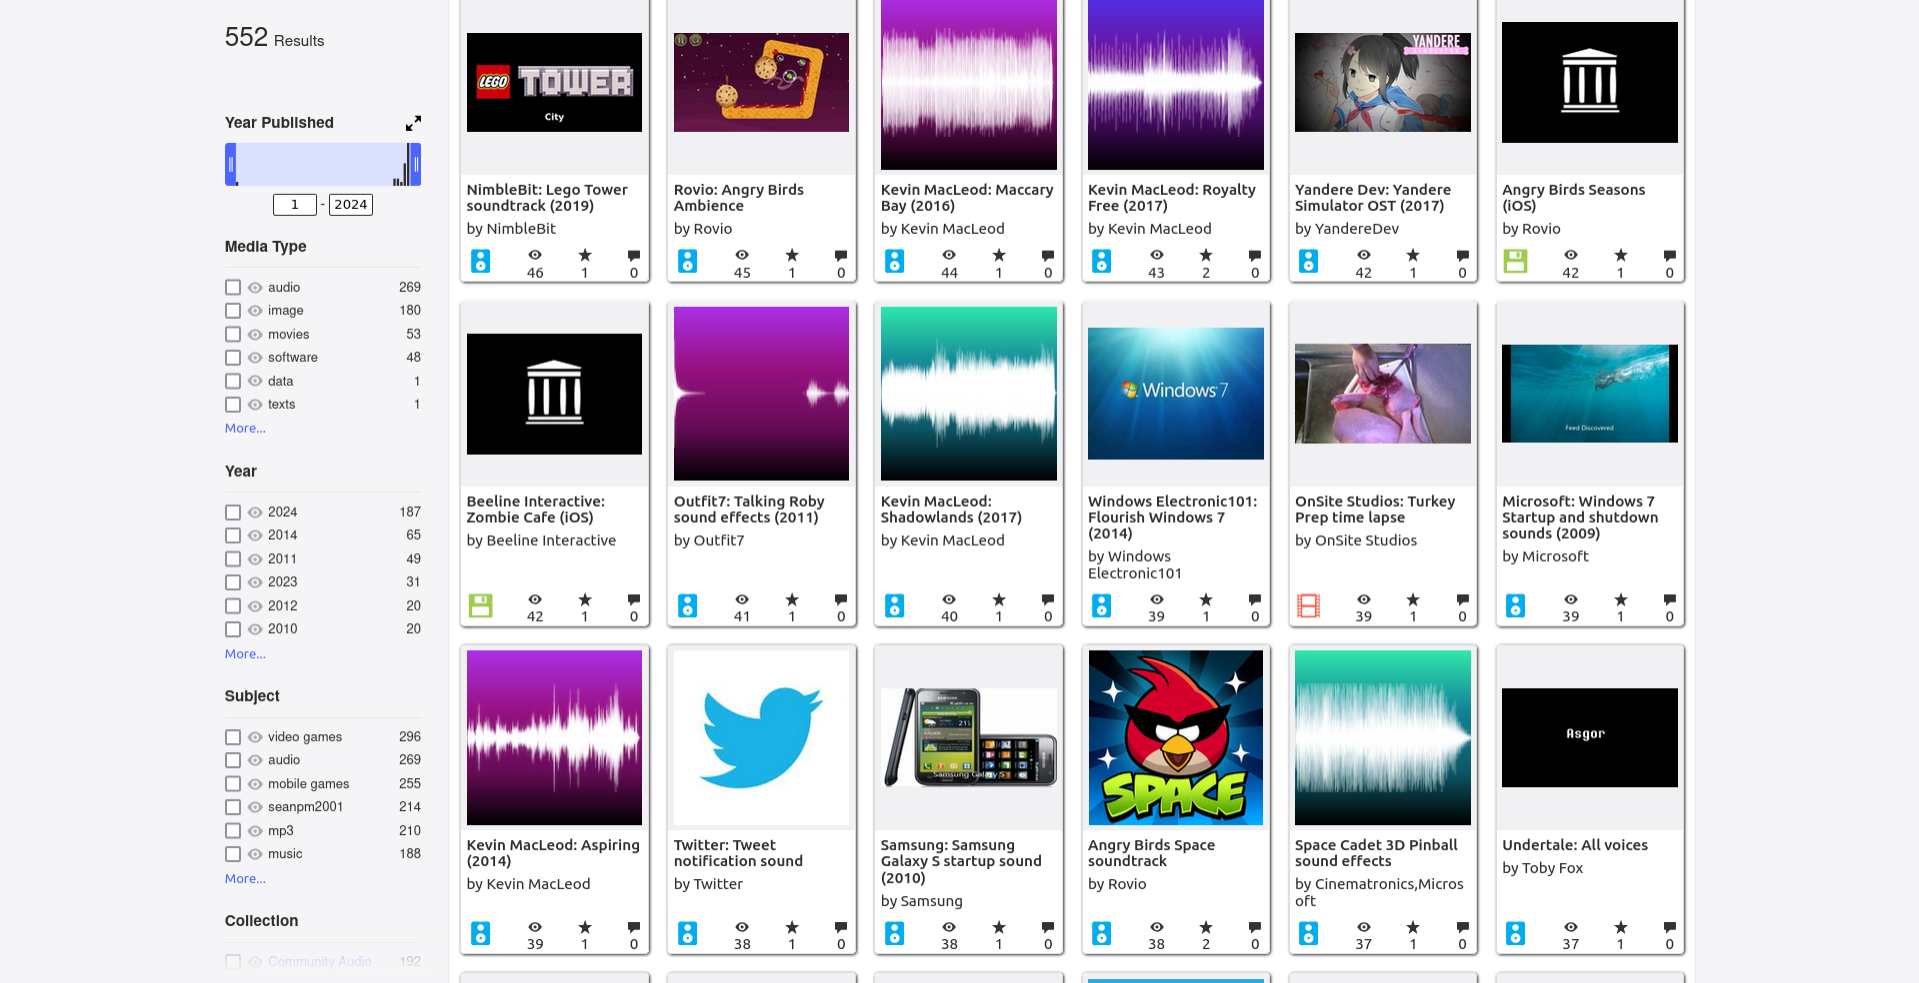 552 Results
Year Published
1 - 2024
Media Type
audio 269
image 180
movies 53
software 48
data 1
texts 1
More...
Year
2024 187
2014 65
2011 49
2023 31
2012 20
2010 20
More...
Subject
video games 296
audio 269
mobile games 255
seanpm2001 214
mp3 210
music 188
More...
Collection
Community Audio 192
LEGO TOWER
City
NimbleBit: Lego Tower
soundtrack (2019)
by NimbleBit
46 1 0
Rovio: Angry Birds
Ambience
by Rovio
45 1 0
Kevin MacLeod: Maccary
Bay (2016)
by Kevin MacLeod
44 1 0
Kevin MacLeod: Royalty
Free (2017)
by Kevin MacLeod
43 2 0
YANDERE
SIMULATOR
Yandere Dev: Yandere
Simulator OST (2017)
by YandereDev
42 1 0
Angry Birds Seasons
(iOS)
by Rovio
42 1 0
Beeline Interactive:
Zombie Cafe (iOS)
by Beeline Interactive
42 1 0
Outfit7: Talking Roby
sound effects (2011)
by Outfit7
41 1 0
Kevin MacLeod:
Shadowlands (2017)
by Kevin MacLeod
40 1 0
Windows 7
Windows Electronic101:
Flourish Windows 7
(2014)
by Windows
Electronic101
39 1 0
OnSite Studios: Turkey
Prep time lapse
by OnSite Studios
39 1 0
Feed Discovered
Microsoft: Windows 7
Startup and shutdown
sounds (2009)
by Microsoft
39 1 0
Kevin MacLeod: Aspiring
(2014)
by Kevin MacLeod
39 1 0
Twitter: Tweet
notification sound
by Twitter
38 1 0
Samsung: Samsung
Galaxy S startup sound
(2010)
by Samsung
38 1 0
SPACE
Angry Birds Space
soundtrack
by Rovio
38 2 0
Space Cadet 3D Pinball
sound effects
by Cinematronics,Micros
oft
37 1 0
Asgor
Undertale: All voices
by Toby Fox
37 1 0